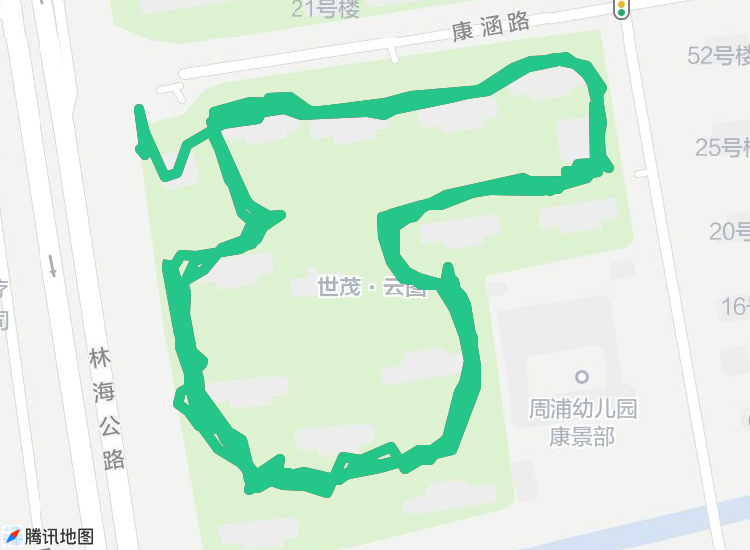 21号楼
康涵路
52号楼
25号楼
20号
16号
世茂·云图
林海公路
周浦幼儿园
康景部
腾讯地图